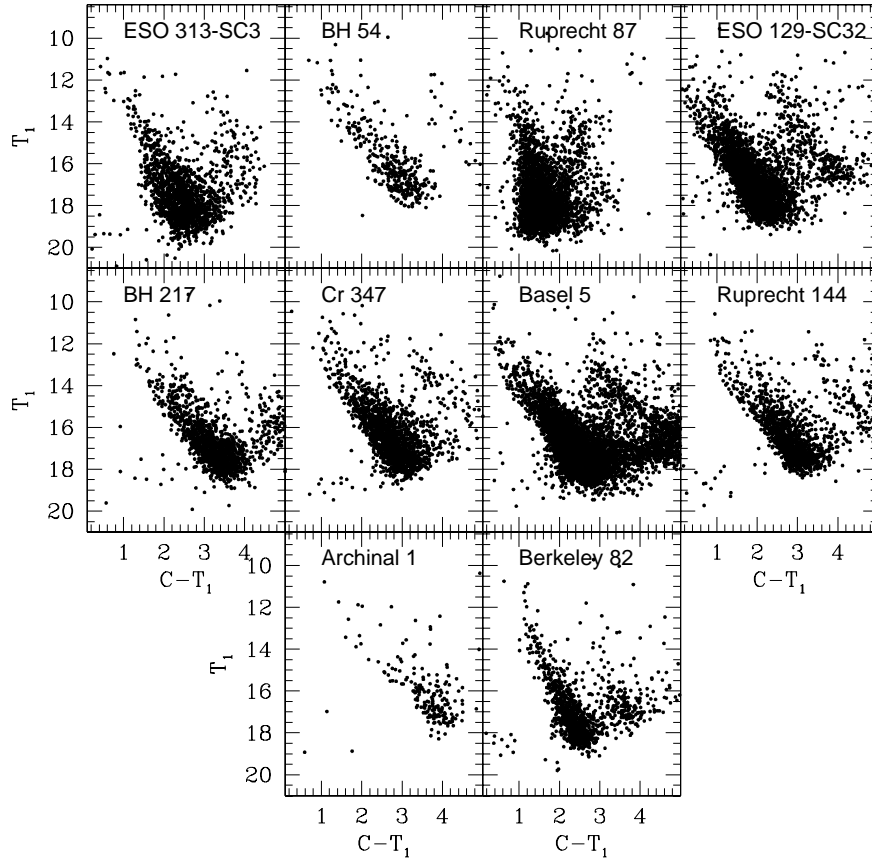 ESO 313-SC3 BH 54 Ruprecht 87 ESO 129-SC32
10
12
14
16
18
20
T1
BH 217 Cr 347 Basel 5 Ruprecht 144
10
12
14
16
18
20
T1
1 2 3 4
C-T1
1 2 3 4
C-T1
Archinal 1 Berkeley 82
10
12
14
16
18
20
T1
1 2 3 4 1 2 3 4
C-T1 C-T1